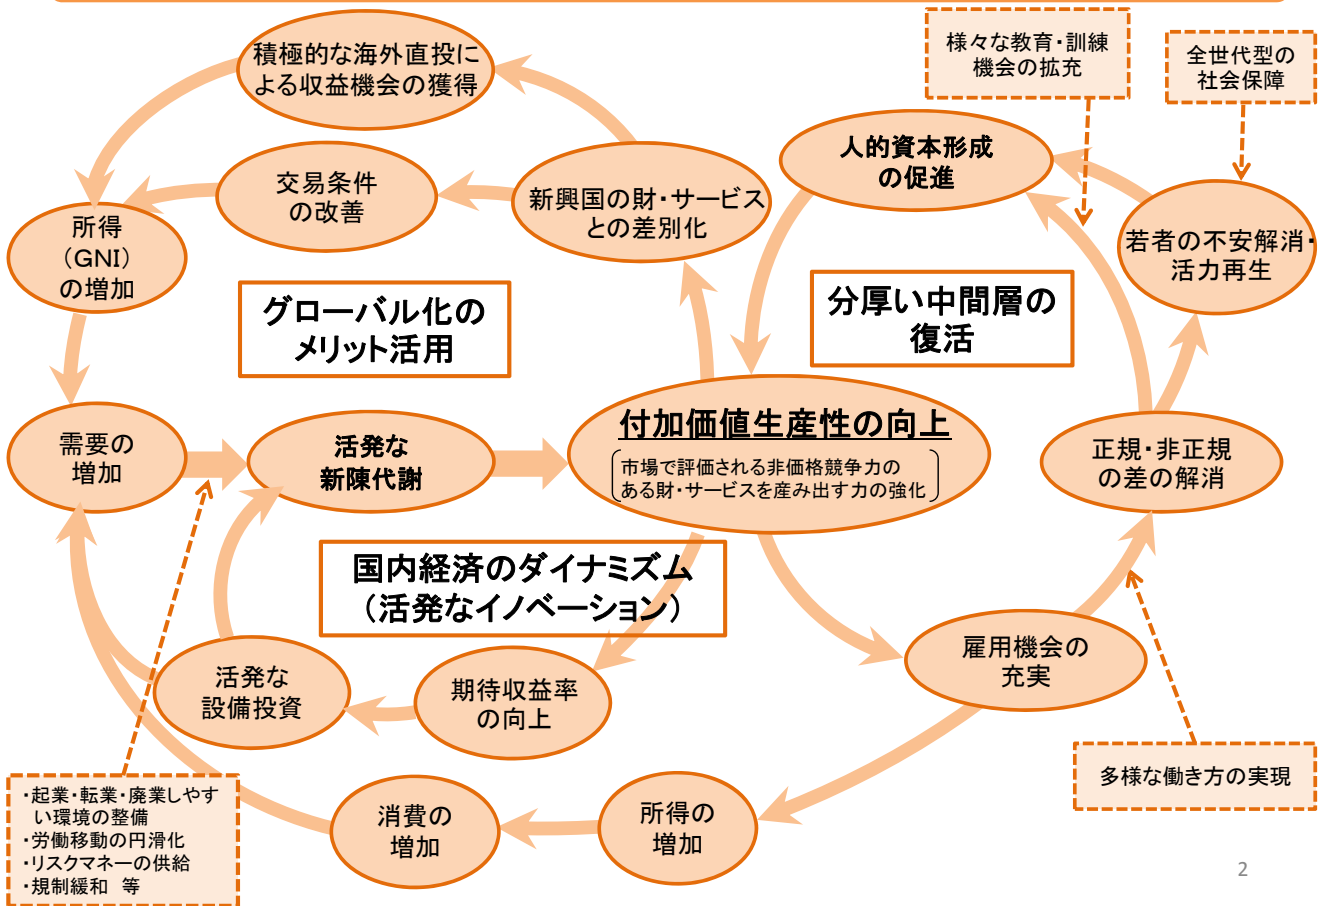 積極的な海外直投に
よる収益機会の獲得
様々な教育・訓練
機会の拡充
全世代型の
社会保障
人的資本形成
の促進
交易条件
の改善
新興国の財・サービス
との差別化
所得
（GNI）
の増加
若者の不安解消・
活力再生
グローバル化の
メリット活用
分厚い中間層の
復活
付加価値生産性の向上
市場で評価される非価格競争力の
ある財・サービスを産み出す力の強化
需要の
増加
活発な
新陳代謝
正規・非正規
の差の解消
国内経済のダイナミズム
（活発なイノベーション）
雇用機会の
充実
活発な
設備投資
期待収益率
の向上
多様な働き方の実現
・起業・転業・廃業しやす
い環境の整備
・労働移動の円滑化
・リスクマネーの供給
・規制緩和　等
消費の
増加
所得の
増加
2